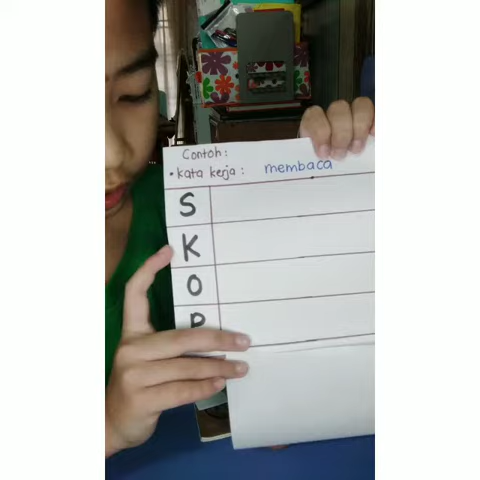 Contoh:
• kata kerja: membaca
S
K
O
P